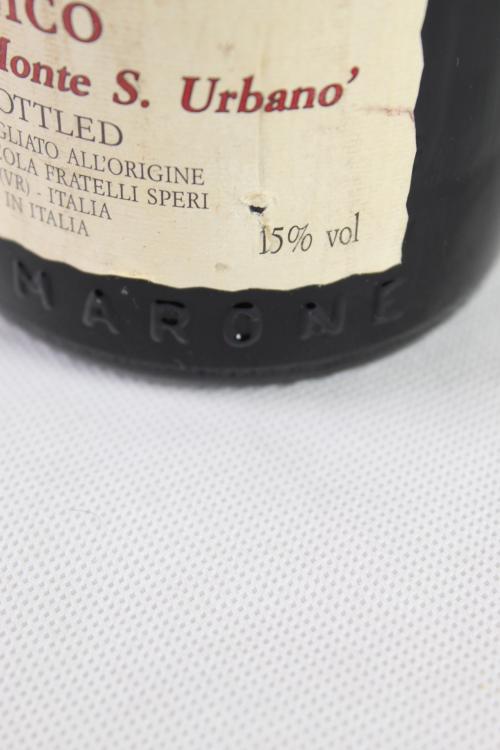 ICO
Monte S. Urbano'
OTTLED
GLIATO ALL'ORIGINE
OLA FRATELLI SPERI
(VR) . ITALIA
IN ITALIA
15% vol
MARONE